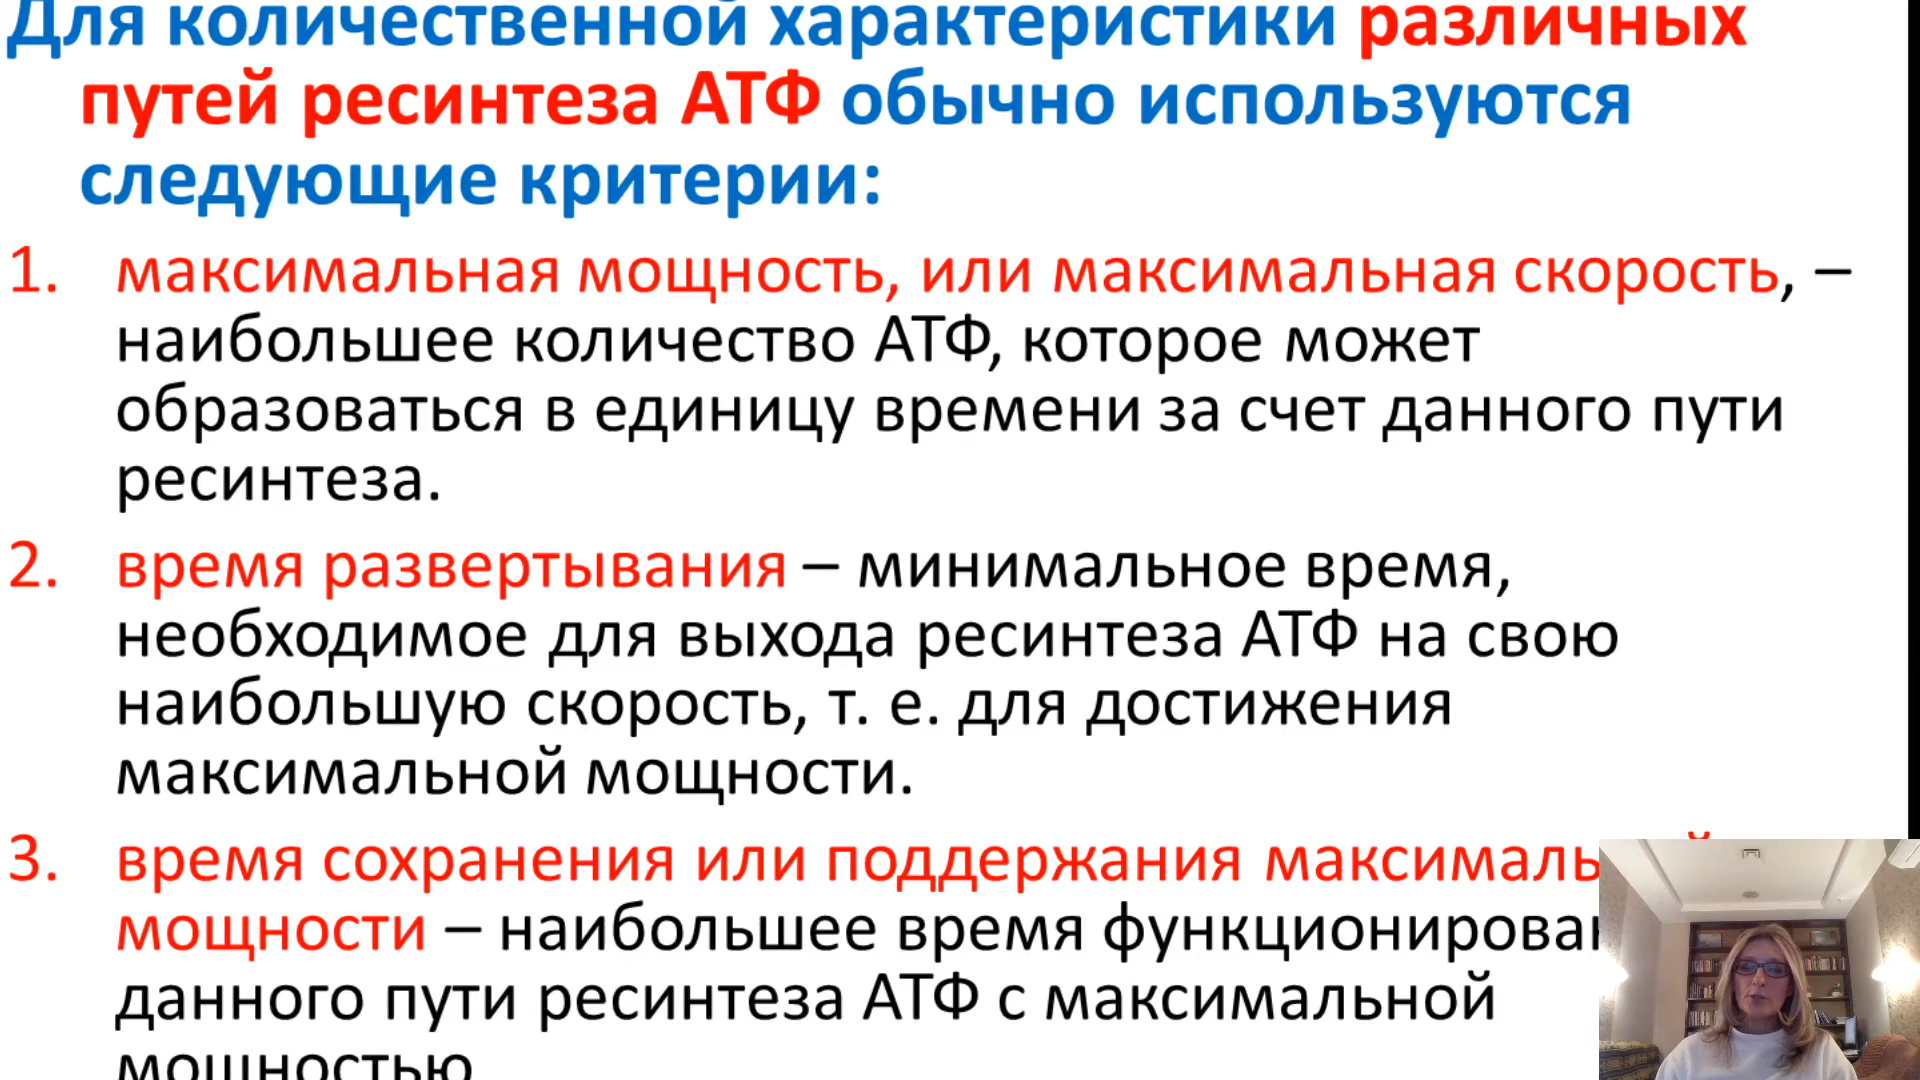 Для количественной характеристики различных
путей ресинтеза АТФ обычно используются
следующие критерии:
1. максимальная мощность, или максимальная скорость, –
наибольшее количество АТФ, которое может
образоваться в единицу времени за счет данного пути
ресинтеза.
2. время развертывания – минимальное время,
необходимое для выхода ресинтеза АТФ на свою
наибольшую скорость, т. е. для достижения
максимальной мощности.
3. время сохранения или поддержания
мощности – наибольшее время
данного пути ресинтеза АТФ с максимальной
мощностью